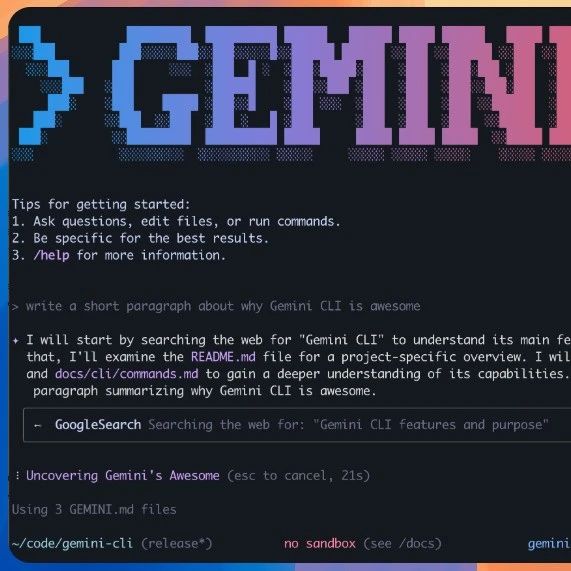 > GEMINI
Tips for getting started:
1. Ask questions, edit files, or run commands.
2. Be specific for the best results.
3. /help for more information.
> write a short paragraph about why Gemini CLI is awesome
✦ I will start by searching the web for "Gemini CLI" to understand its main fe
that, I'll examine the README.md file for a project-specific overview. I wil
and docs/cli/commands.md to gain a deeper understanding of its capabilities.
paragraph summarizing why Gemini CLI is awesome.
← GoogleSearch Searching the web for: "Gemini CLI features and purpose"
⠸ Uncovering Gemini's Awesome (esc to cancel, 21s)
Using 3 GEMINI.md files
~/code/gemini-cli (release*) no sandbox (see /docs) gemini